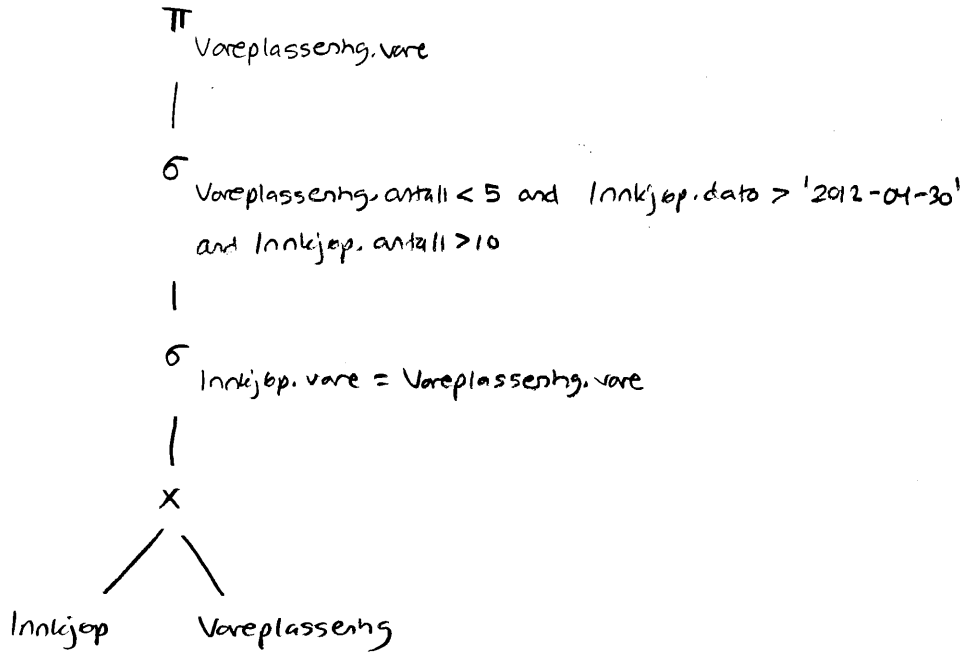 π
Vareplassering.vare
σ
Vareplassering.antall < 5 and Innkjøp.dato > '2012-04-30'
and Innkjøp.antall > 10
σ
Innkjøp.vare = Vareplassering.vare
X
Innkjøp Vareplassering